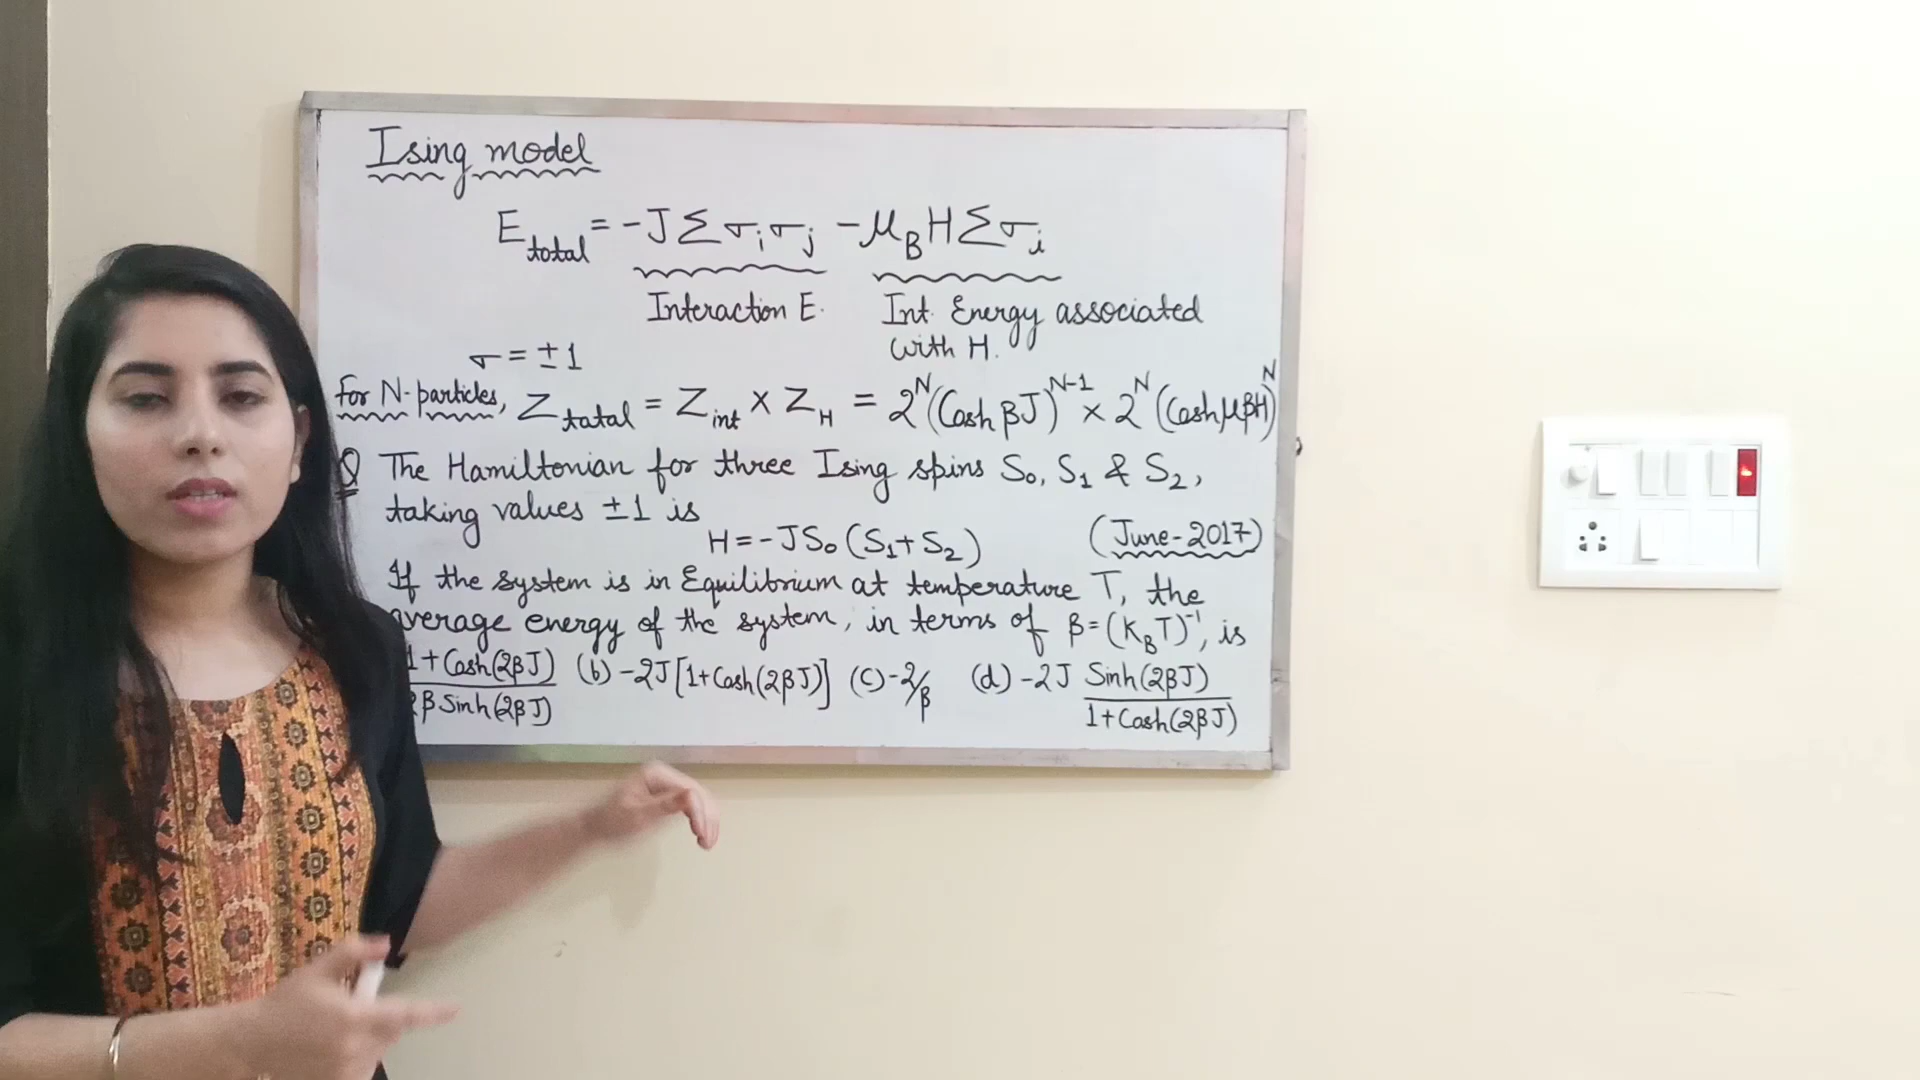 Ising model
E_total = -J Σ σ_i σ_j - μ_B H Σ σ_i
Interaction E. Int. Energy associated
with H.
σ = ±1
for N-particles, Z_total = Z_int × Z_H = 2^N (Cosh βJ)^{N-1} × 2^N (Cosh μβH)^N
Q The Hamiltonian for three Ising spins S₀, S₁ & S₂,
taking values ±1 is
H = -JS₀(S₁+S₂) (June-2017)
If the system is in Equilibrium at temperature T, the
average energy of the system, in terms of β = (K_B T)^{-1}, is
1+Cosh(2βJ) / 2β Sinh(2βJ) (b) -2J[1+Cosh(2βJ)] (c) -2/β (d) -2J Sinh(2βJ) / 1+Cosh(2βJ)